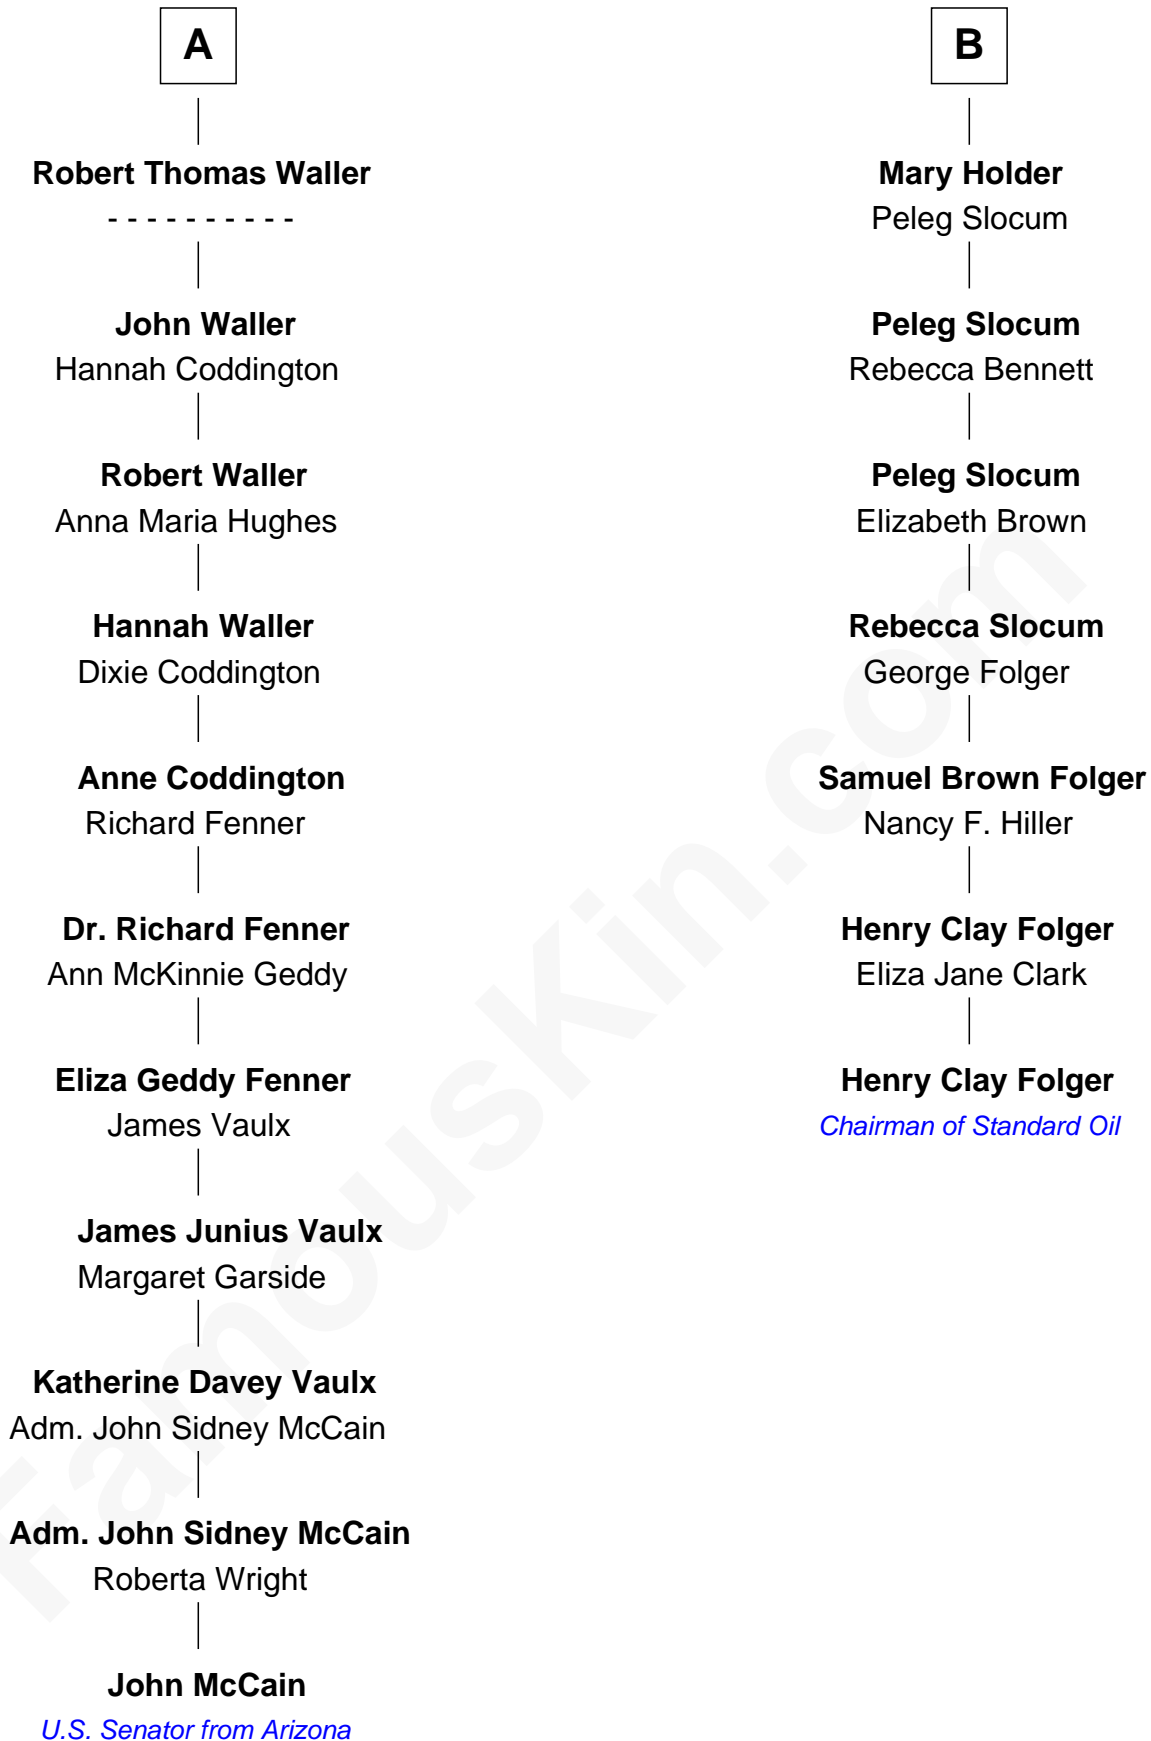 A
Robert Thomas Waller
- - - - - - - - - -
John Waller
Hannah Coddington
Robert Waller
Anna Maria Hughes
Hannah Waller
Dixie Coddington
Anne Coddington
Richard Fenner
Dr. Richard Fenner
Ann McKinnie Geddy
Eliza Geddy Fenner
James Vaulx
James Junius Vaulx
Margaret Garside
Katherine Davey Vaulx
Adm. John Sidney McCain
Adm. John Sidney McCain
Roberta Wright
John McCain
U.S. Senator from Arizona
B
Mary Holder
Peleg Slocum
Peleg Slocum
Rebecca Bennett
Peleg Slocum
Elizabeth Brown
Rebecca Slocum
George Folger
Samuel Brown Folger
Nancy F. Hiller
Henry Clay Folger
Eliza Jane Clark
Henry Clay Folger
Chairman of Standard Oil
FamousKin.com